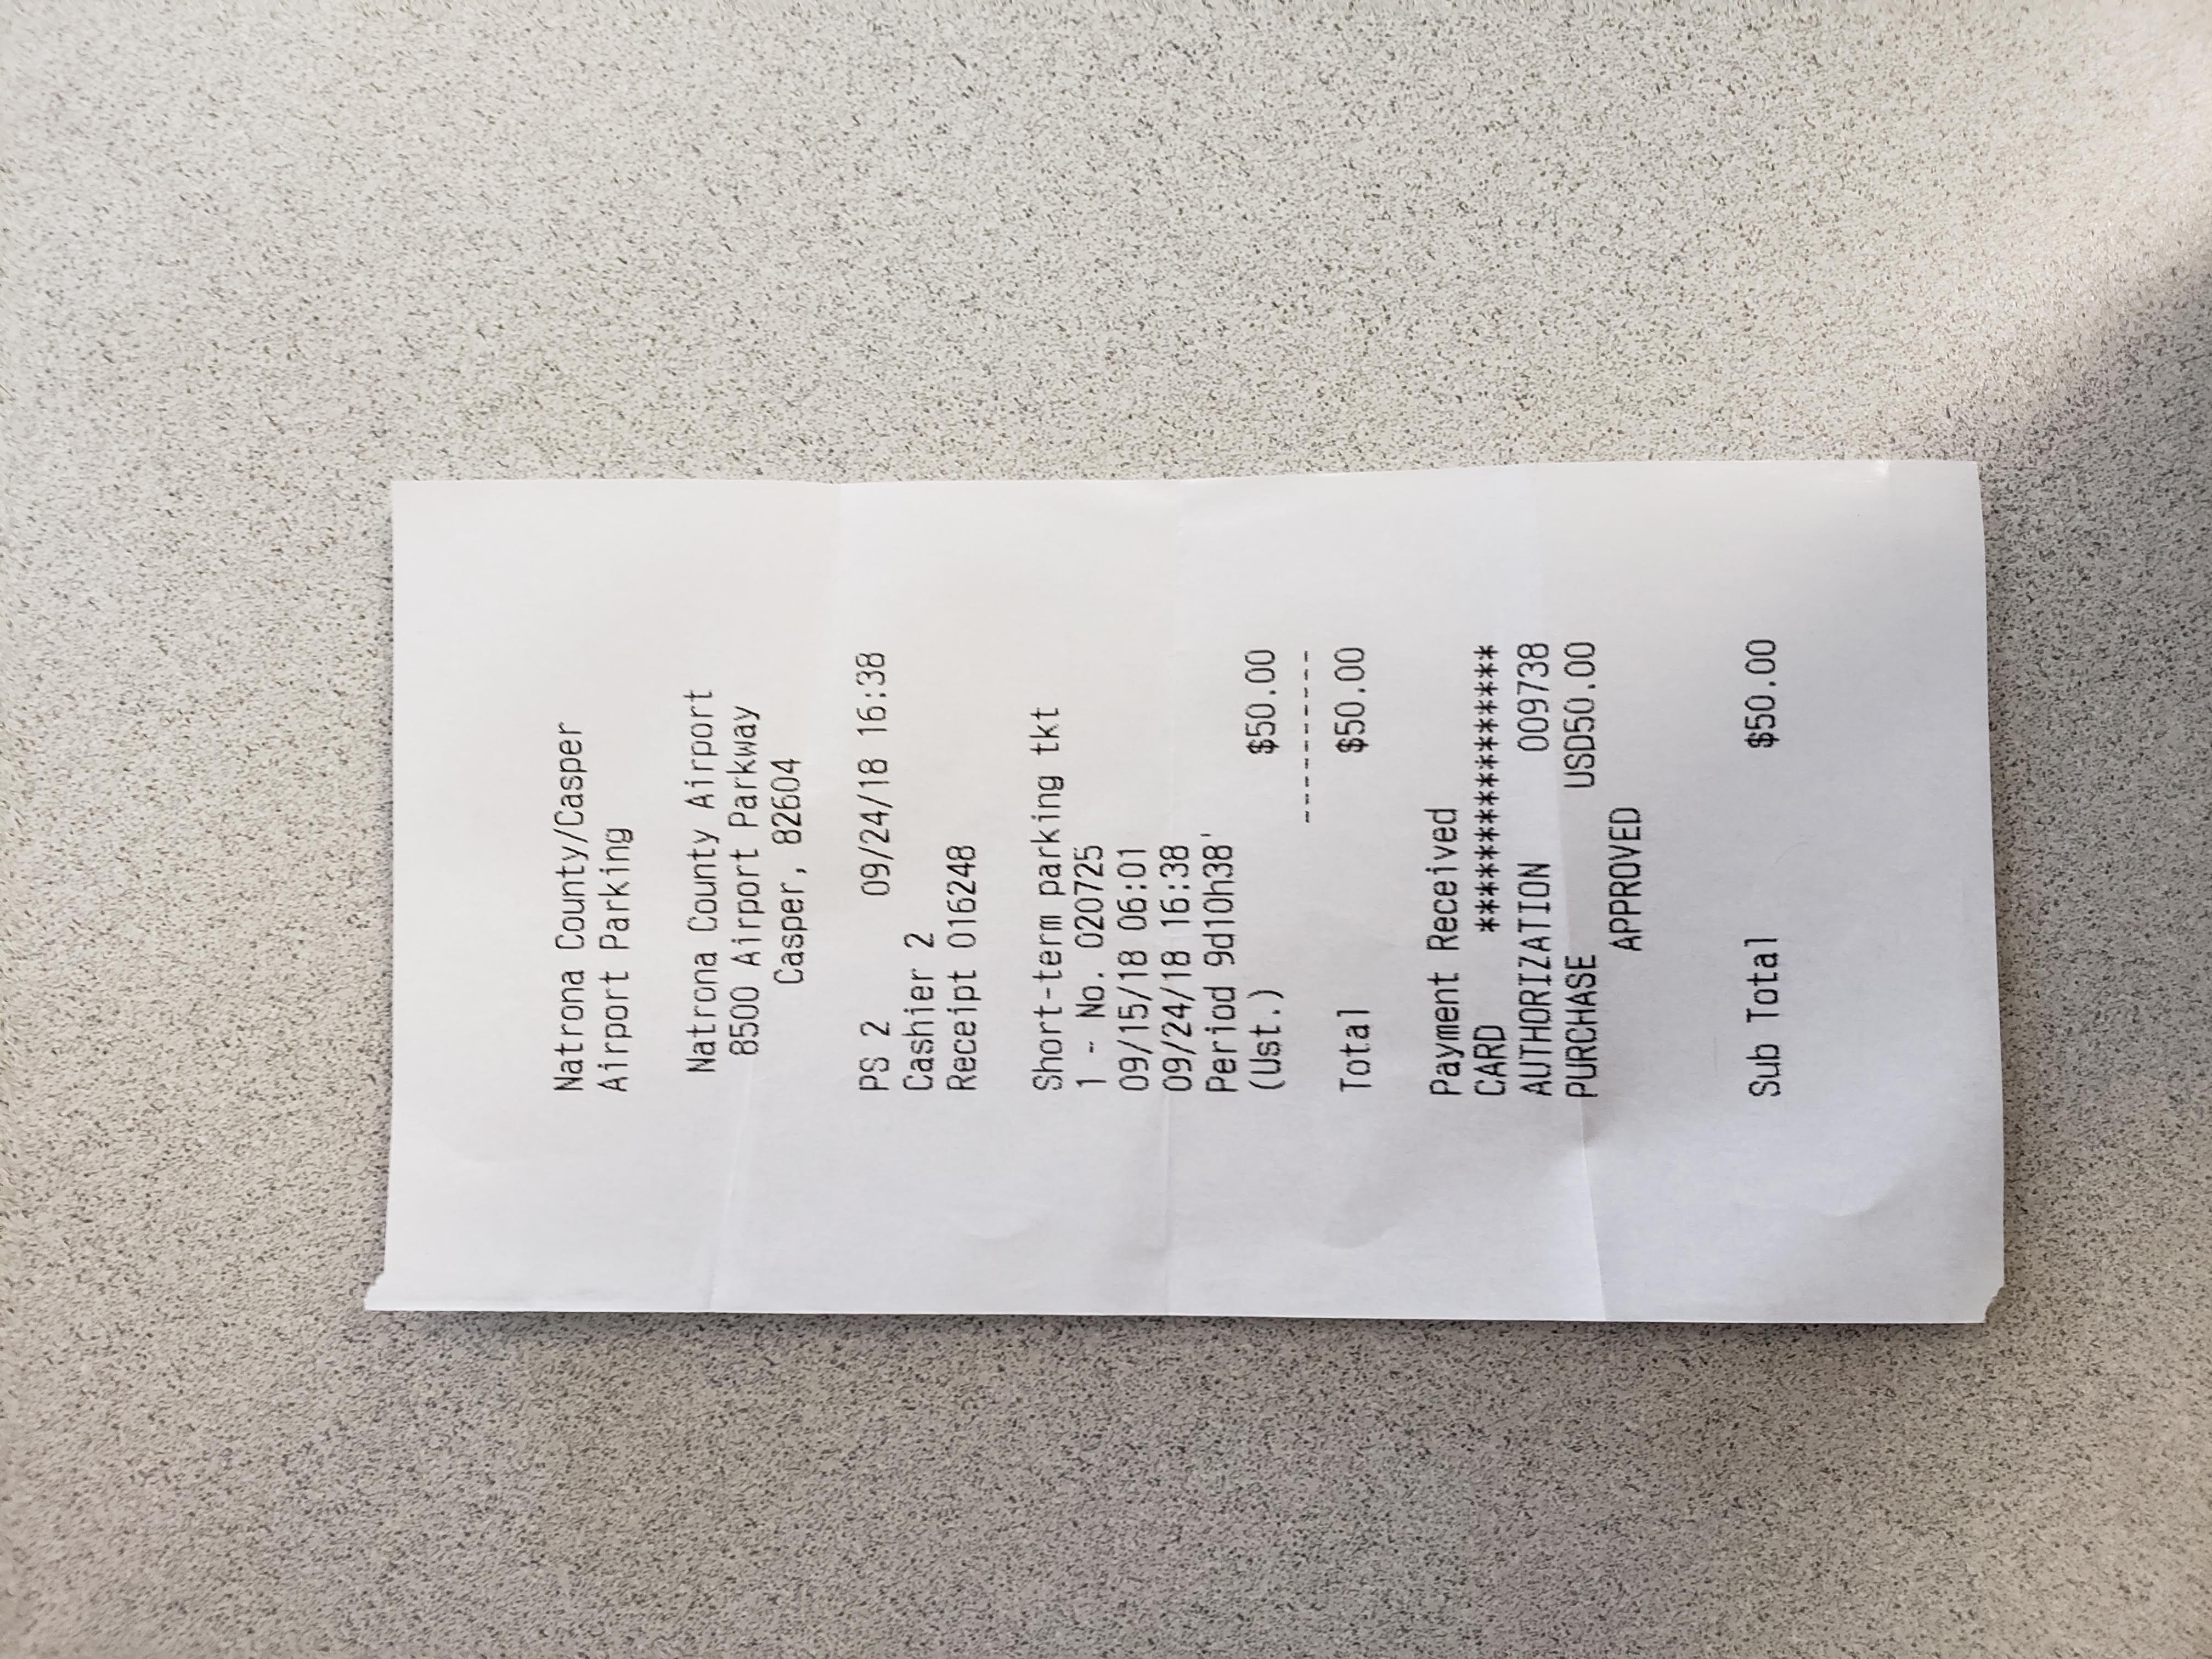 Natrona County/Casper
Airport Parking
Natrona County Airport
8500 Airport Parkway
Casper, 82604
PS 2 09/24/18 16:38
Cashier 2
Receipt 016248
Short-term parking tkt
1 - No. 020725
09/15/18 06:01
09/24/18 16:38
Period 9d10h38'
(Ust.) $50.00
----------
Total $50.00
Payment Received
CARD ****************
AUTHORIZATION 009738
PURCHASE USD50.00
APPROVED
Sub Total $50.00